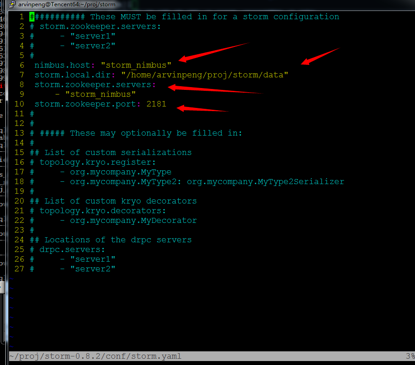 arvinpeng@Tencent64:~/proj/storm
1 ########### These MUST be filled in for a storm configuration
2 # storm.zookeeper.servers:
3 #     - "server1"
4 #     - "server2"
5 #
6 nimbus.host: "storm_nimbus"
7 storm.local.dir: "/home/arvinpeng/proj/storm/data"
8 storm.zookeeper.servers:
9     - "storm_nimbus"
10 storm.zookeeper.port: 2181
11 #
12 #
13 # ##### These may optionally be filled in:
14 #
15 ## List of custom serializations
16 # topology.kryo.register:
17 #     - org.mycompany.MyType
18 #     - org.mycompany.MyType2: org.mycompany.MyType2Serializer
19 #
20 ## List of custom kryo decorators
21 # topology.kryo.decorators:
22 #     - org.mycompany.MyDecorator
23 #
24 ## Locations of the drpc servers
25 # drpc.servers:
26 #     - "server1"
27 #     - "server2"
~/proj/storm-0.8.2/conf/storm.yaml 3%